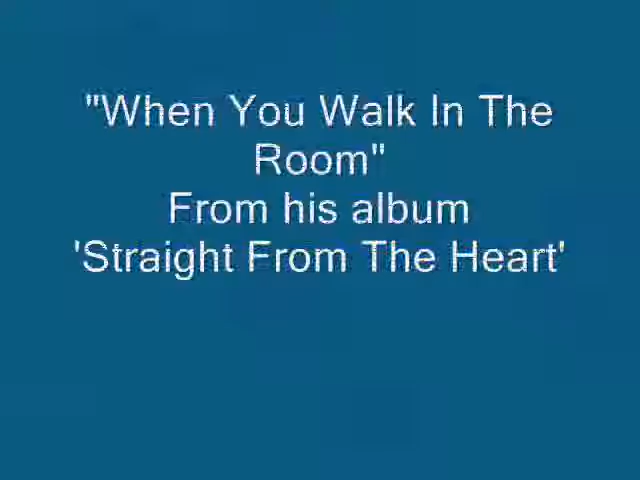 "When You Walk In The
Room"
From his album
'Straight From The Heart'